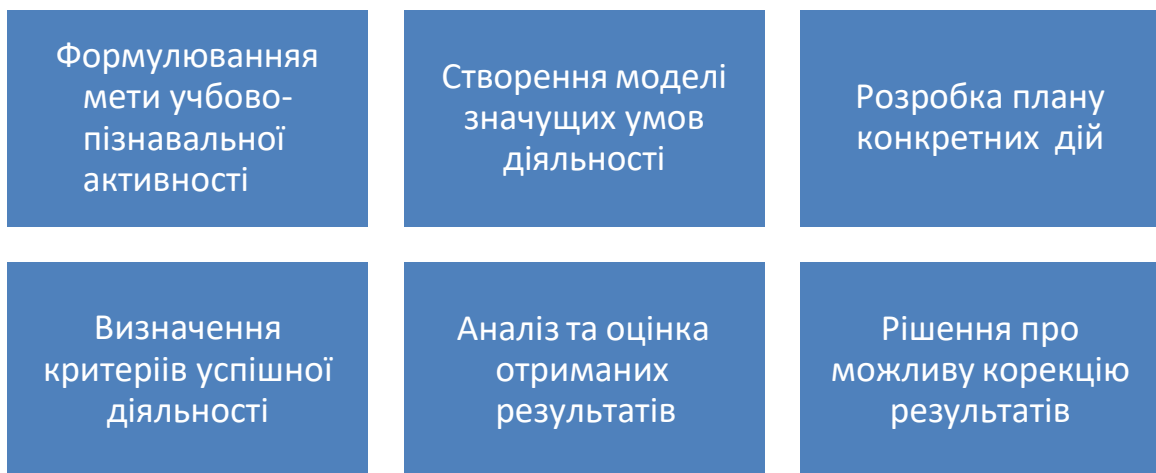 Формулюванняя
мети учбово-
пізнавальної
активності
Створення моделі
значущих умов
діяльності
Розробка плану
конкретних дій
Визначення
критеріів успішної
діяльності
Аналіз та оцінка
отриманих
результатів
Рішення про
можливу корекцію
результатів